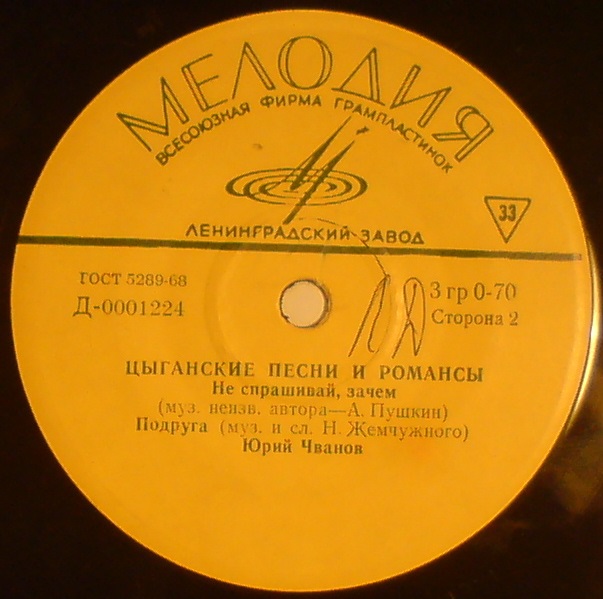 МЕЛОДИЯ
ВСЕСОЮЗНАЯ ФИРМА ГРАМПЛАСТИНОК
ЛЕНИНГРАДСКИЙ ЗАВОД
33
ГОСТ 5289-68
Д-0001224
3 гр 0-70
Сторона 2
ЦЫГАНСКИЕ ПЕСНИ И РОМАНСЫ
Не спрашивай, зачем
(муз. неизв. автора—А. Пушкин)
Подруга (муз. и сл. Н. Жемчужного)
Юрий Чванов